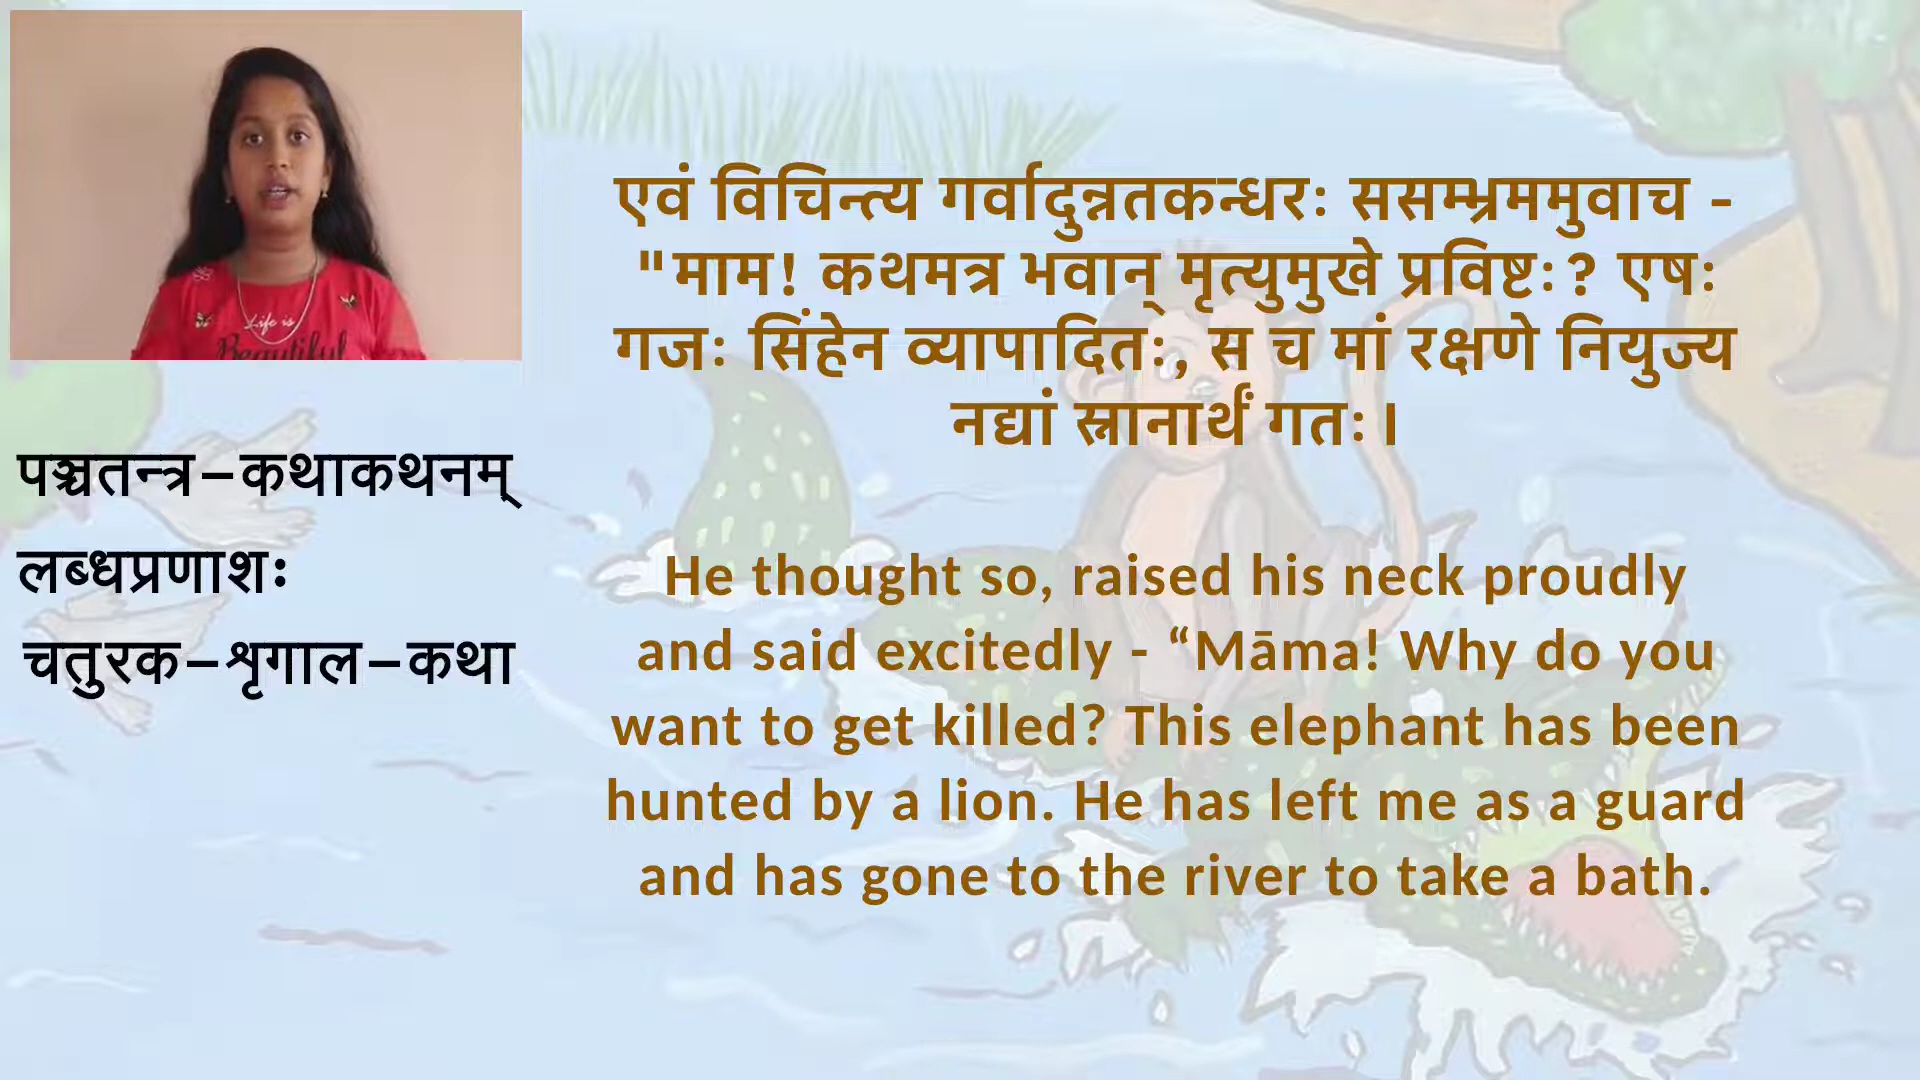 Life is
Beautiful
पञ्चतन्त्र–कथाकथनम्
लब्धप्रणाशः
चतुरक–शृगाल–कथा
एवं विचिन्त्य गर्वादुन्नतकन्धरः ससम्भ्रममुवाच -
"माम! कथमत्र भवान् मृत्युमुखे प्रविष्टः? एषः
गजः सिंहेन व्यापादितः, स च मां रक्षणे नियुज्य
नद्यां स्नानार्थं गतः।
He thought so, raised his neck proudly
and said excitedly - “Māma! Why do you
want to get killed? This elephant has been
hunted by a lion. He has left me as a guard
and has gone to the river to take a bath.